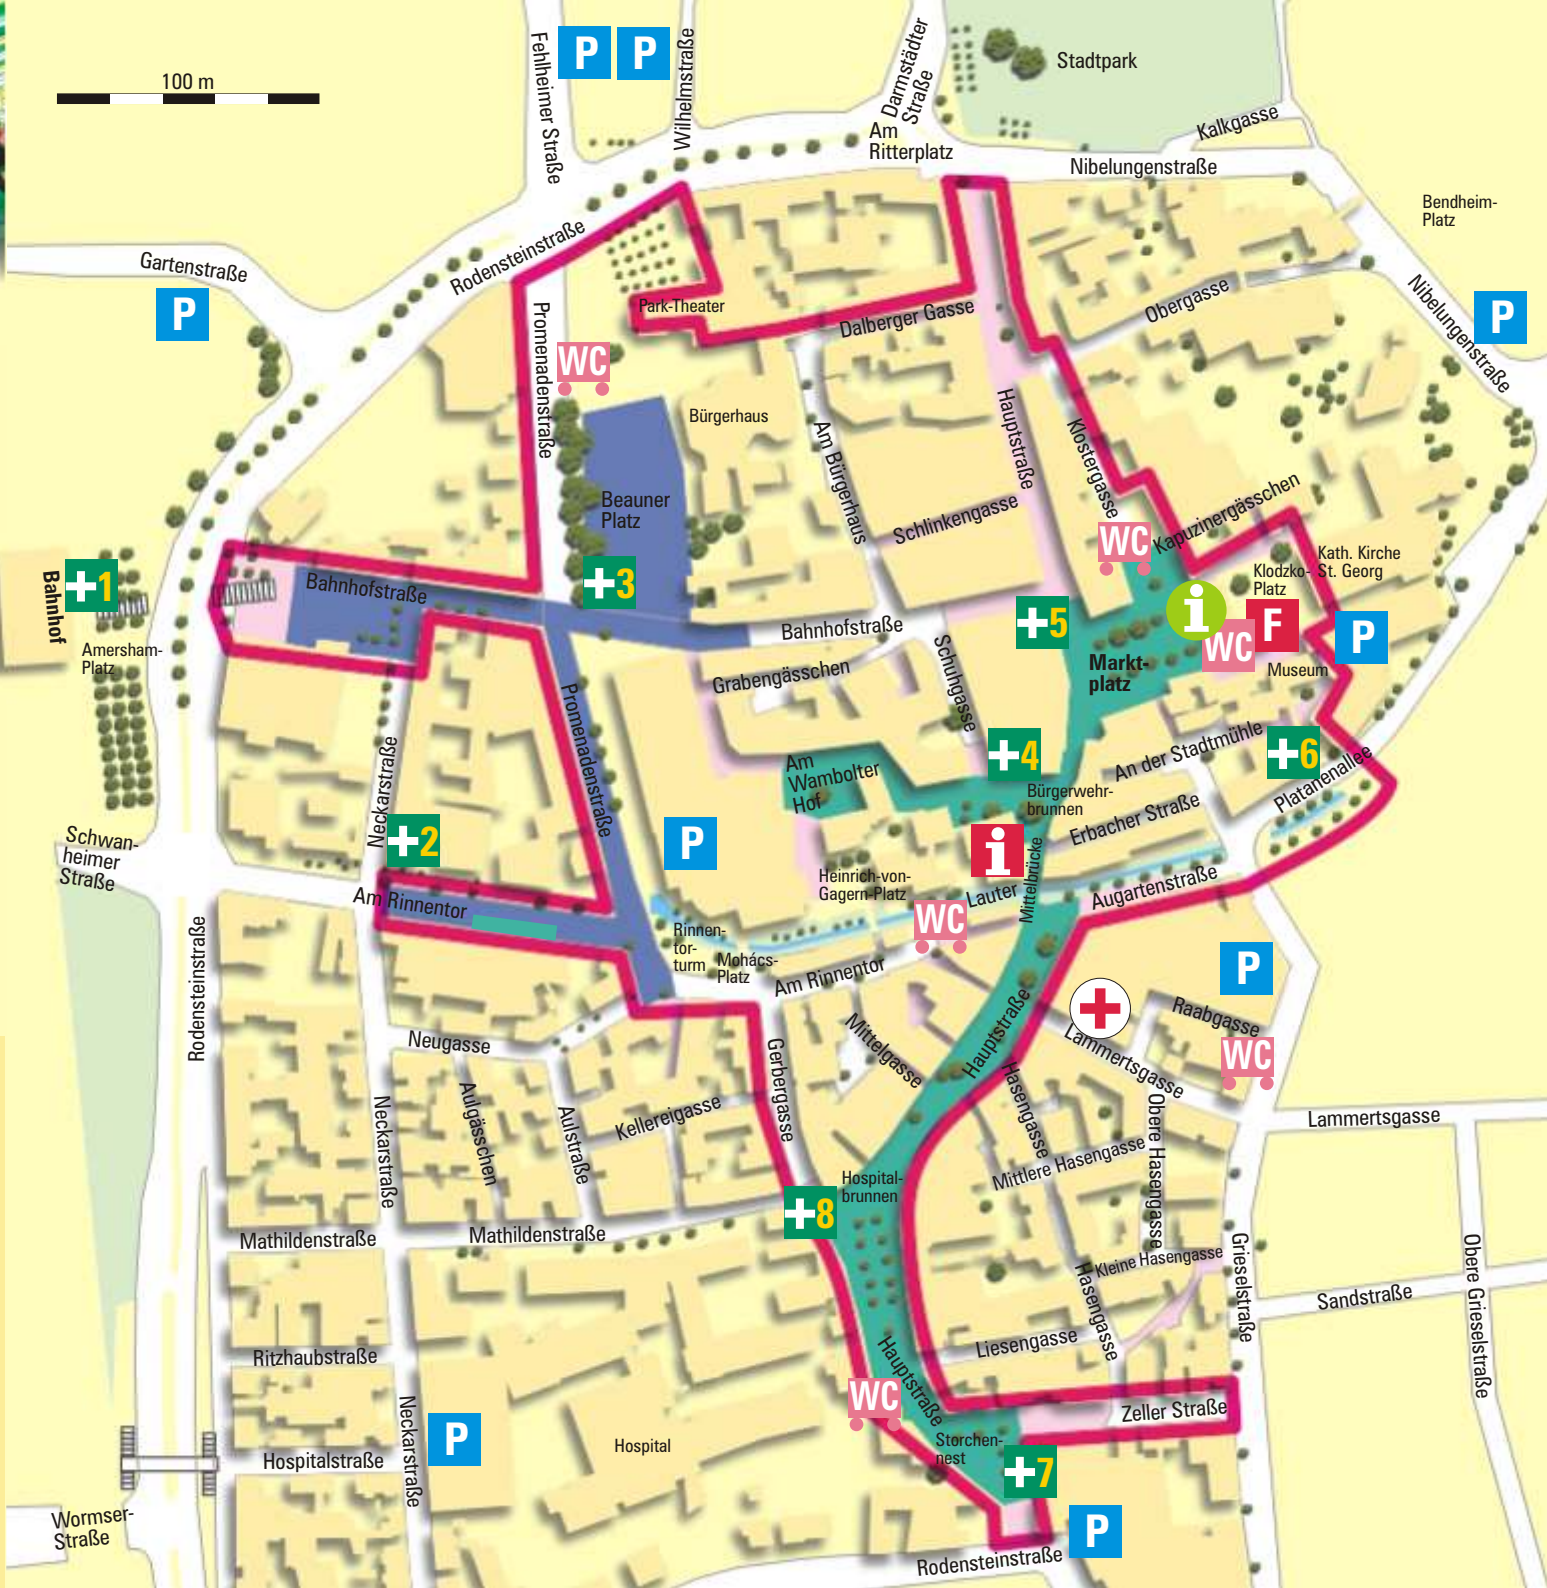 100 m
Fehlheimer Straße
P
P
Wilhelmstraße
Darmstädter
Straße
Stadtpark
Am
Ritterplatz
Kalkgasse
Nibelungenstraße
Bendheim-
Platz
Gartenstraße
P
Rodensteinstraße
Promenadenstraße
Park-Theater
Dalberger Gasse
Obergasse
Nibelungenstraße
P
WC
Bürgerhaus
Am Bürgerhaus
Hauptstraße
Klostergasse
Beauner
Platz
Schlinkengasse
WC
Kapuzinergässchen
Kath. Kirche
St. Georg
Klodzko-
Platz
Bahnhof
+1
Amersham-
Platz
Bahnhofstraße
+3
Bahnhofstraße
+5
i
F
WC
P
Markt-
platz
Museum
Grabengässchen
Schuhgasse
Promenadenstraße
Neckarstraße
Am
Wambolter
Hof
+4
An der Stadtmühle
+6
Platanenallee
Bürgerwehr-
brunnen
Erbacher Straße
Schwan-
heimer
Straße
+2
P
i
Mittelbrücke
Heinrich-von-
Gagern-Platz
Lauter
Augartenstraße
Am Rinnentor
WC
Rinnen-
tor-
turm
Mohács-
Platz
Am Rinnentor
P
Rodensteinstraße
Hauptstraße
Raabgasse
Lammertsgasse
WC
Neugasse
Mittelgasse
Gerbergasse
Hasengasse
Obere Hasengasse
Lammertsgasse
Neckarstraße
Aulgässchen
Aulstraße
Kellereigasse
Mittlere Hasengasse
Hospital-
brunnen
+8
Mathildenstraße
Mathildenstraße
Kleine Hasengasse
Hasengasse
Grieselstraße
Obere Grieselstraße
Sandstraße
Ritzhaubstraße
Liesengasse
Hauptstraße
WC
Zeller Straße
Neckarstraße
P
Hospital
Storchen-
nest
Hospitalstraße
+7
Wormser-
Straße
P
Rodensteinstraße